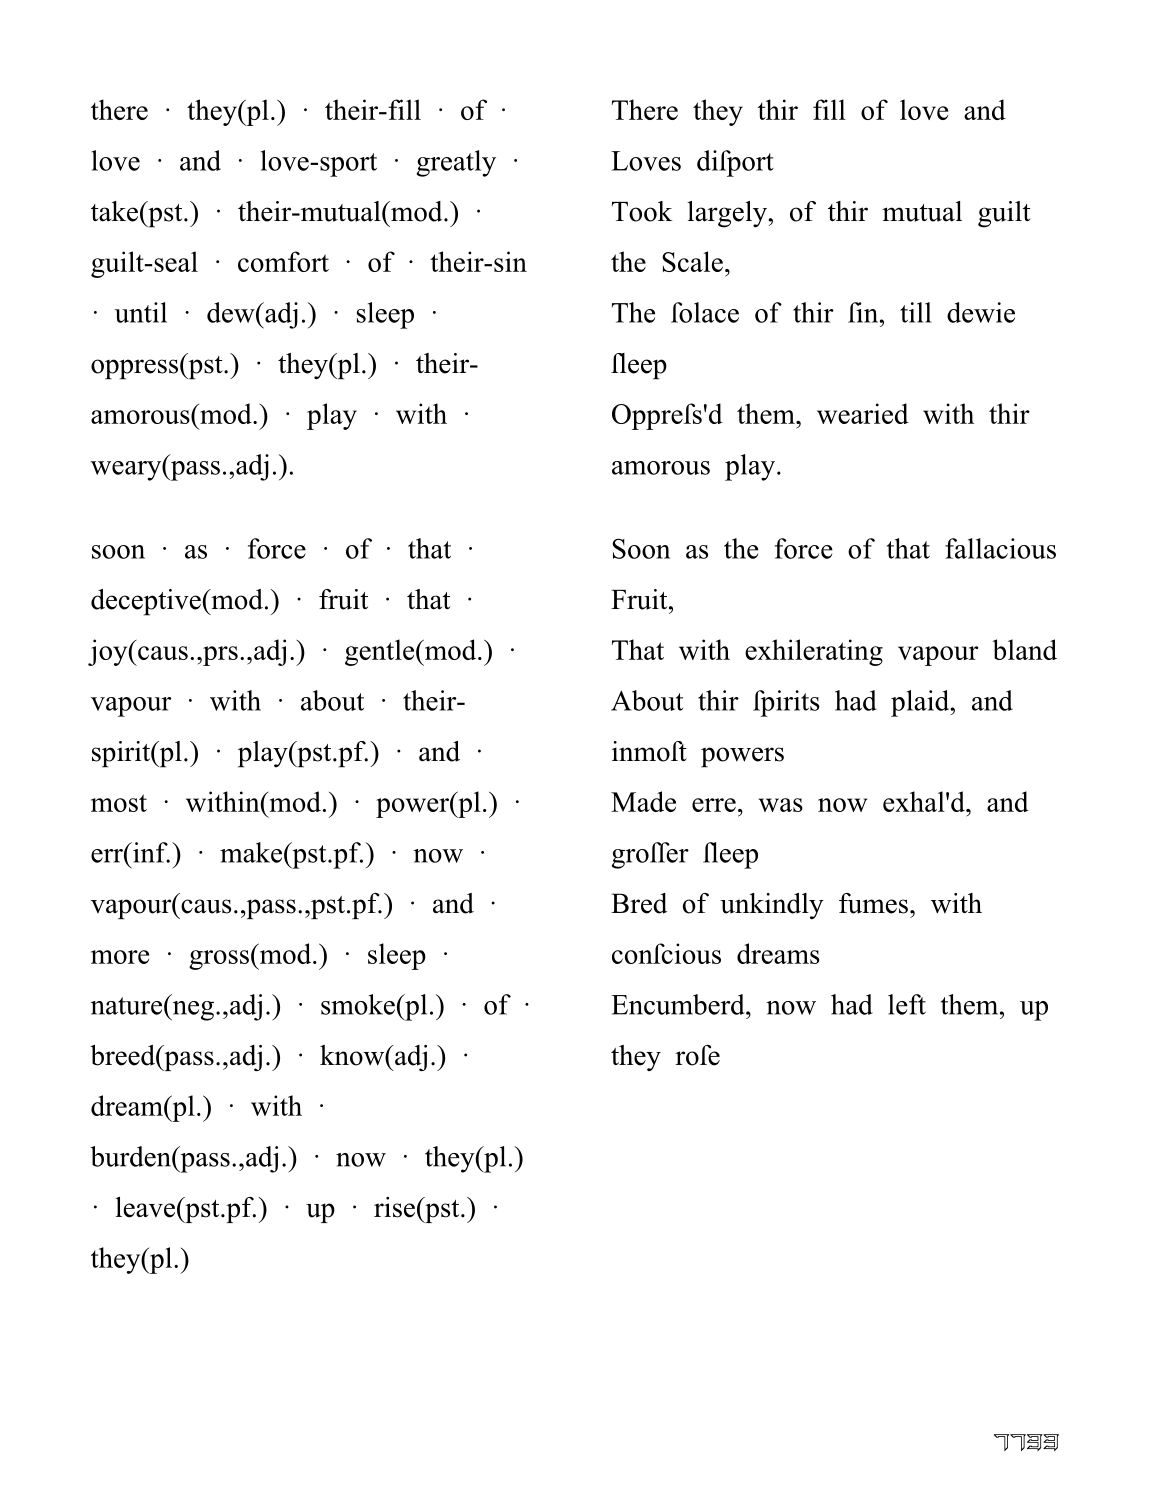 there · they(pl.) · their-fill · of ·
love · and · love-sport · greatly ·
take(pst.) · their-mutual(mod.) ·
guilt-seal · comfort · of · their-sin
· until · dew(adj.) · sleep ·
oppress(pst.) · they(pl.) · their-
amorous(mod.) · play · with ·
weary(pass.,adj.).
soon · as · force · of · that ·
deceptive(mod.) · fruit · that ·
joy(caus.,prs.,adj.) · gentle(mod.) ·
vapour · with · about · their-
spirit(pl.) · play(pst.pf.) · and ·
most · within(mod.) · power(pl.) ·
err(inf.) · make(pst.pf.) · now ·
vapour(caus.,pass.,pst.pf.) · and ·
more · gross(mod.) · sleep ·
nature(neg.,adj.) · smoke(pl.) · of ·
breed(pass.,adj.) · know(adj.) ·
dream(pl.) · with ·
burden(pass.,adj.) · now · they(pl.)
· leave(pst.pf.) · up · rise(pst.) ·
they(pl.)
There they thir fill of love and
Loves diſport
Took largely, of thir mutual guilt
the Scale,
The ſolace of thir ſin, till dewie
ſleep
Oppreſs'd them, wearied with thir
amorous play.
Soon as the force of that fallacious
Fruit,
That with exhilerating vapour bland
About thir ſpirits had plaid, and
inmoſt powers
Made erre, was now exhal'd, and
groſſer ſleep
Bred of unkindly fumes, with
conſcious dreams
Encumberd, now had left them, up
they roſe